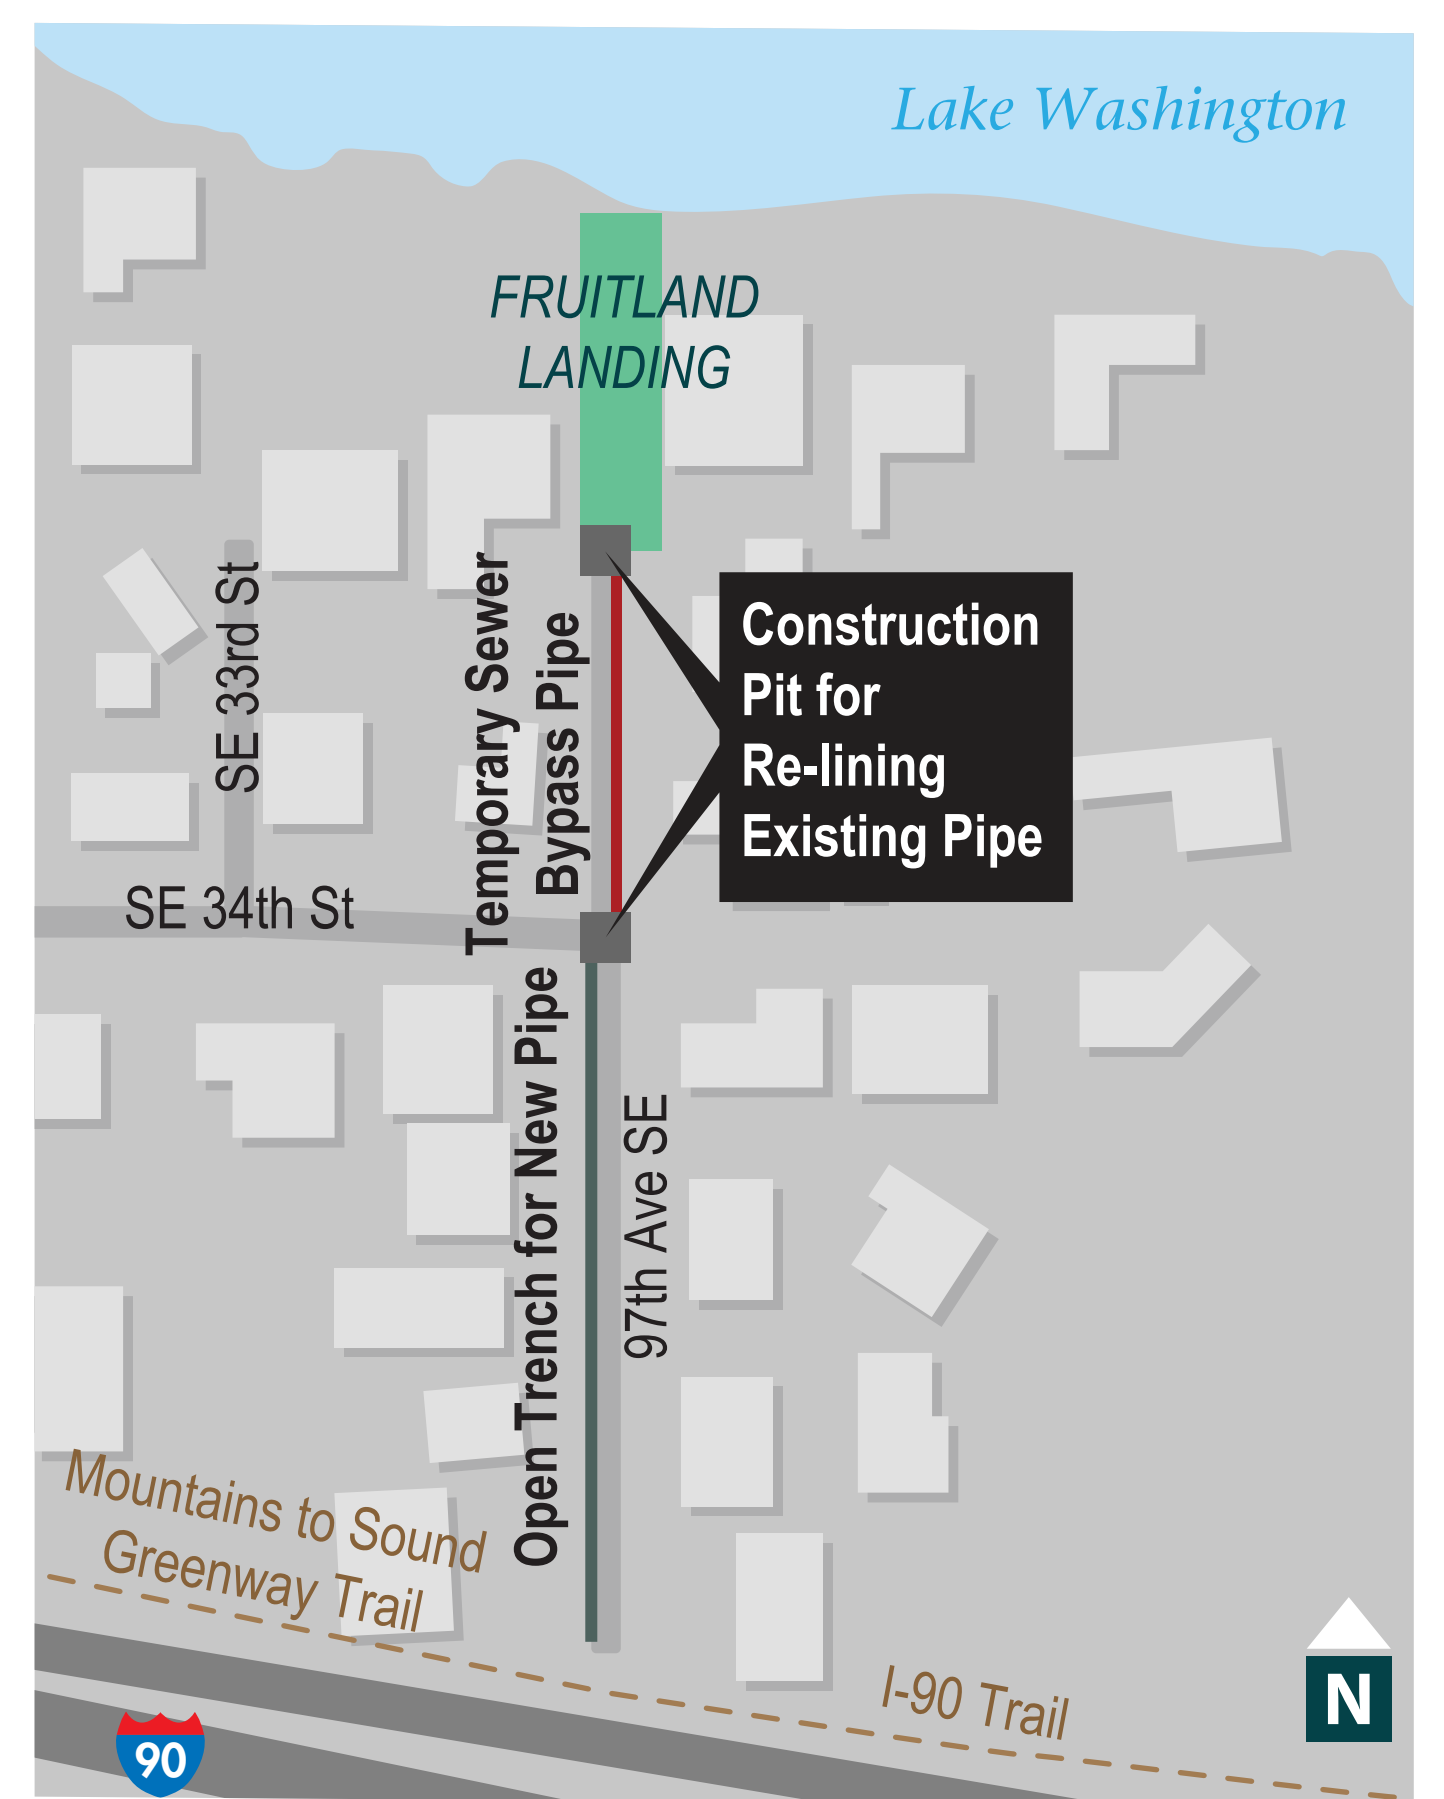 Lake Washington
FRUITLAND
LANDING
Temporary Sewer
Bypass Pipe
Construction
Pit for
Re-lining
Existing Pipe
SE 33rd St
SE 34th St
Open Trench for New Pipe
97th Ave SE
Mountains to Sound
Greenway Trail
I-90 Trail
N
90